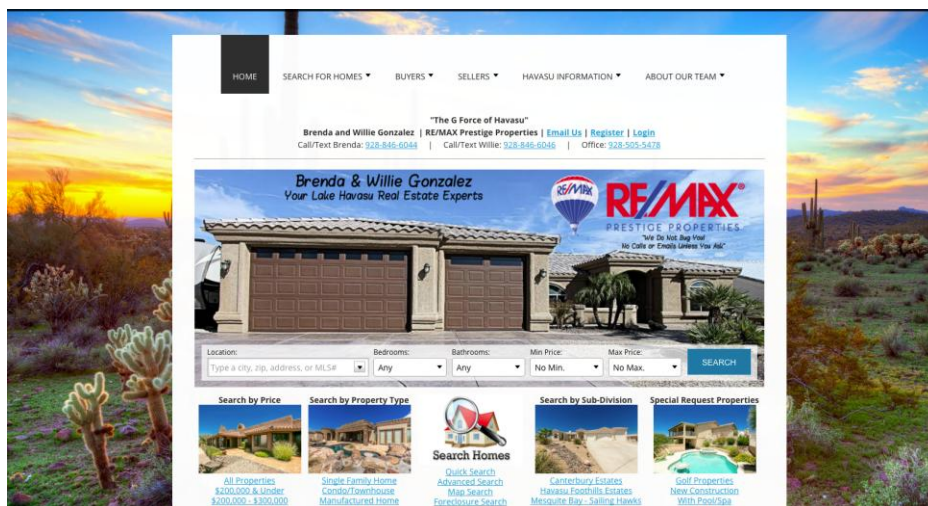 HOME SEARCH FOR HOMES ▼ BUYERS ▼ SELLERS ▼ HAVASU INFORMATION ▼ ABOUT OUR TEAM ▼
"The G Force of Havasu"
Brenda and Willie Gonzalez | RE/MAX Prestige Properties | Email Us | Register | Login
Call/Text Brenda: 928-846-6044 | Call/Text Willie: 928-846-6046 | Office: 928-505-5478
Brenda & Willie Gonzalez
Your Lake Havasu Real Estate Experts
RE/MAX
RE/MAX®
PRESTIGE PROPERTIES
"We Do Not Bug You!
No Calls or Emails Unless You Ask"
Location: Bedrooms: Bathrooms: Min Price: Max Price:
Type a city, zip, address, or MLS# Any Any No Min. No Max. SEARCH
Search by Price Search by Property Type Search by Sub-Division Special Request Properties
Search Homes
All Properties Single Family Home Quick Search Canterbury Estates Golf Properties
$200,000 & Under Condo/Townhouse Advanced Search Havasu Foothills Estates New Construction
$200,000 - $300,000 Manufactured Home Map Search Mesquite Bay - Sailing Hawks With Pool/Spa
Foreclosure Search